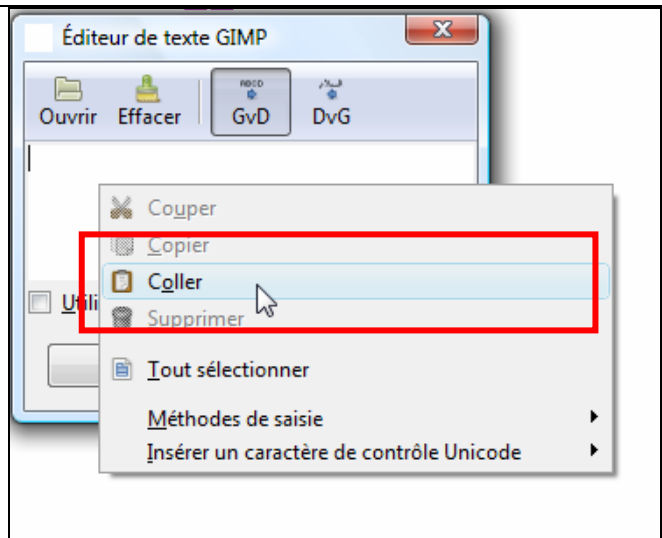 Éditeur de texte GIMP
Ouvrir Effacer GvD DvG
Couper
Copier
Coller
Utili
Supprimer
Tout sélectionner
Méthodes de saisie
Insérer un caractère de contrôle Unicode